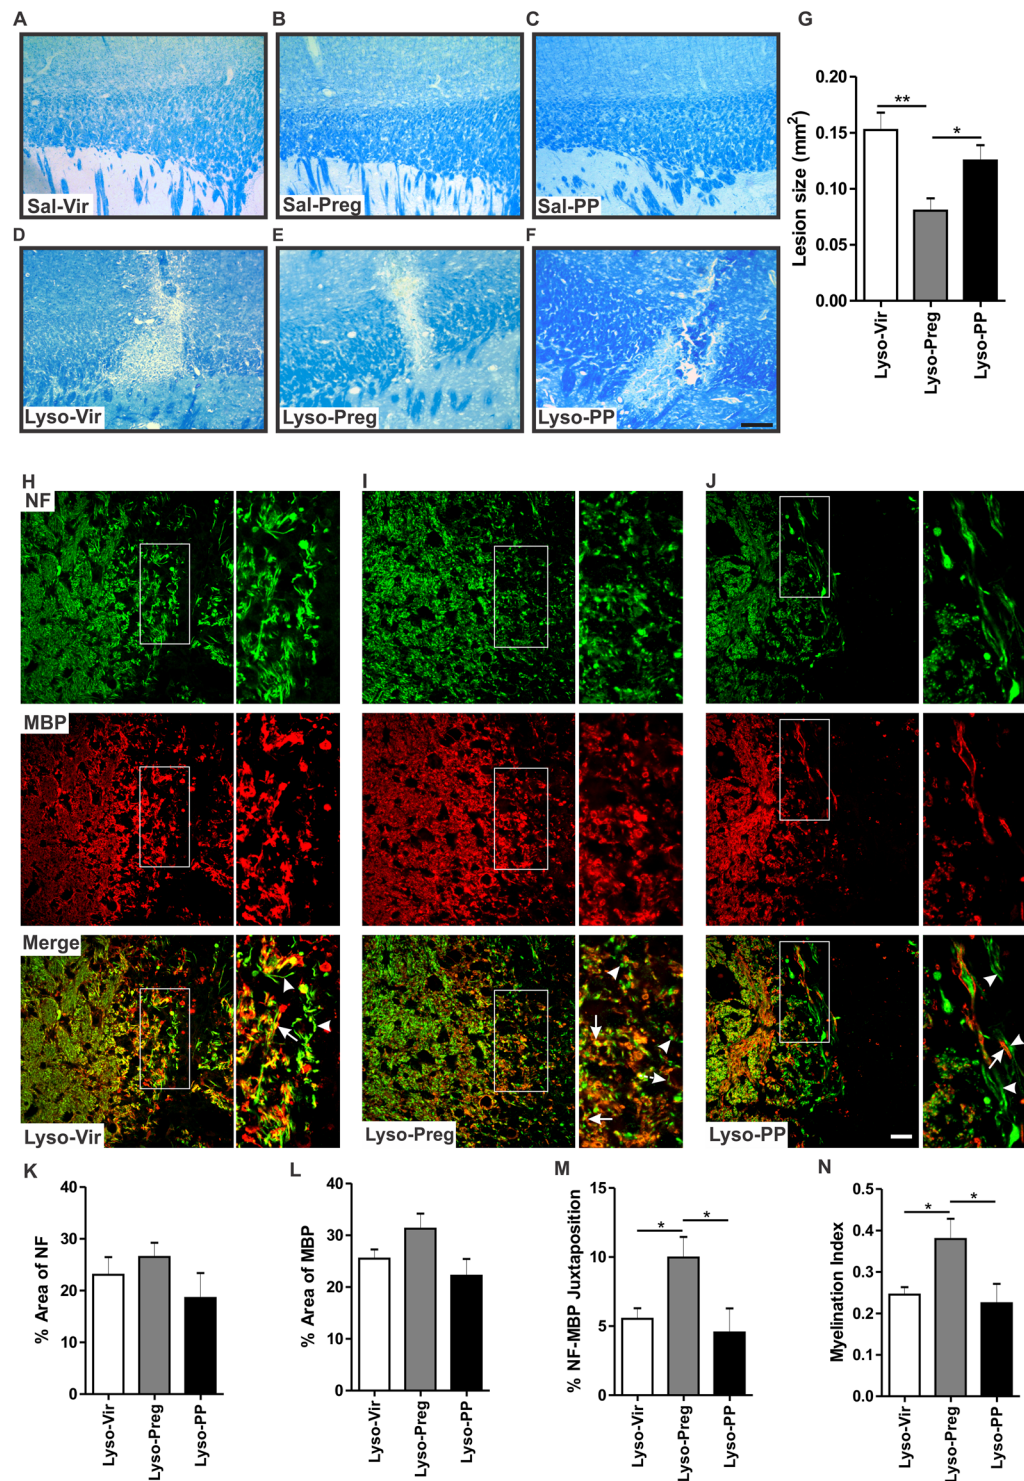 A
B
C
G
Sal-Vir
Sal-Preg
Sal-PP
D
E
F
Lyso-Vir
Lyso-Preg
Lyso-PP
Lesion size (mm²)
0.20
0.15
0.10
0.05
0.00
**
*
Lyso-Vir
Lyso-Preg
Lyso-PP
H
I
J
NF
MBP
Merge
Lyso-Vir
Lyso-Preg
Lyso-PP
K
% Area of NF
40
30
20
10
0
Lyso-Vir
Lyso-Preg
Lyso-PP
L
% Area of MBP
40
30
20
10
0
Lyso-Vir
Lyso-Preg
Lyso-PP
M
% NF-MBP Juxtaposition
15
10
5
0
*
*
Lyso-Vir
Lyso-Preg
Lyso-PP
N
Myelination Index
0.5
0.4
0.3
0.2
0.1
0.0
*
*
Lyso-Vir
Lyso-Preg
Lyso-PP